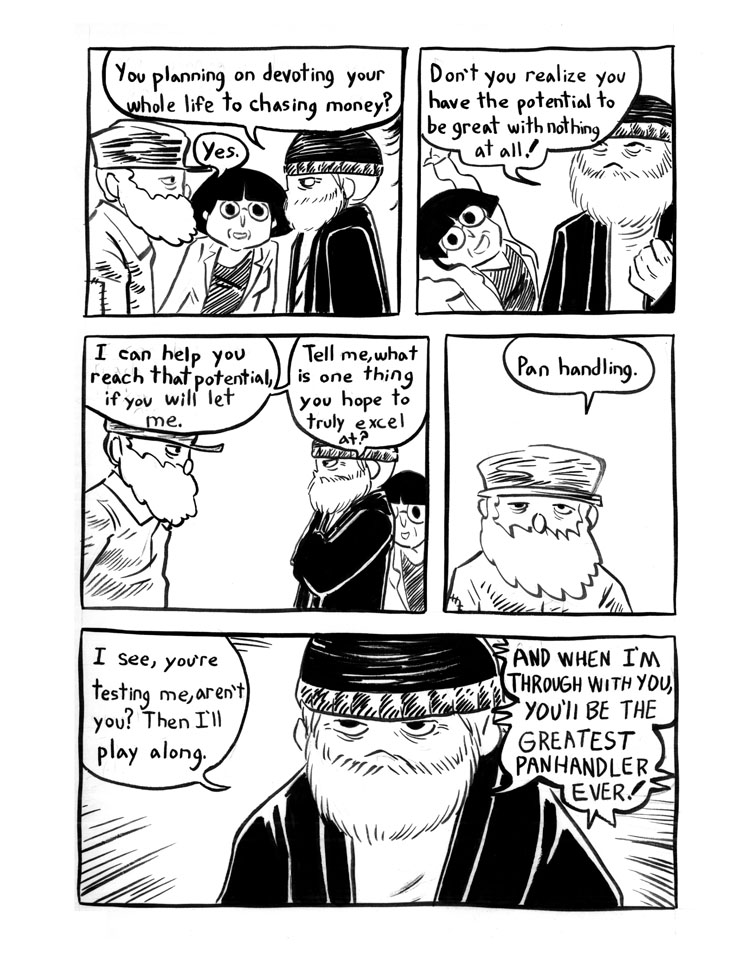 You planning on devoting your
whole life to chasing money?
Yes.
Don't you realize you
have the potential to
be great with nothing
at all!
I can help you
reach that potential,
if you will let
me.
Tell me, what
is one thing
you hope to
truly excel
at?
Pan handling.
I see, you're
testing me, aren't
you? Then I'll
play along.
AND WHEN I'M
THROUGH WITH YOU,
YOU'LL BE THE
GREATEST
PANHANDLER
EVER!